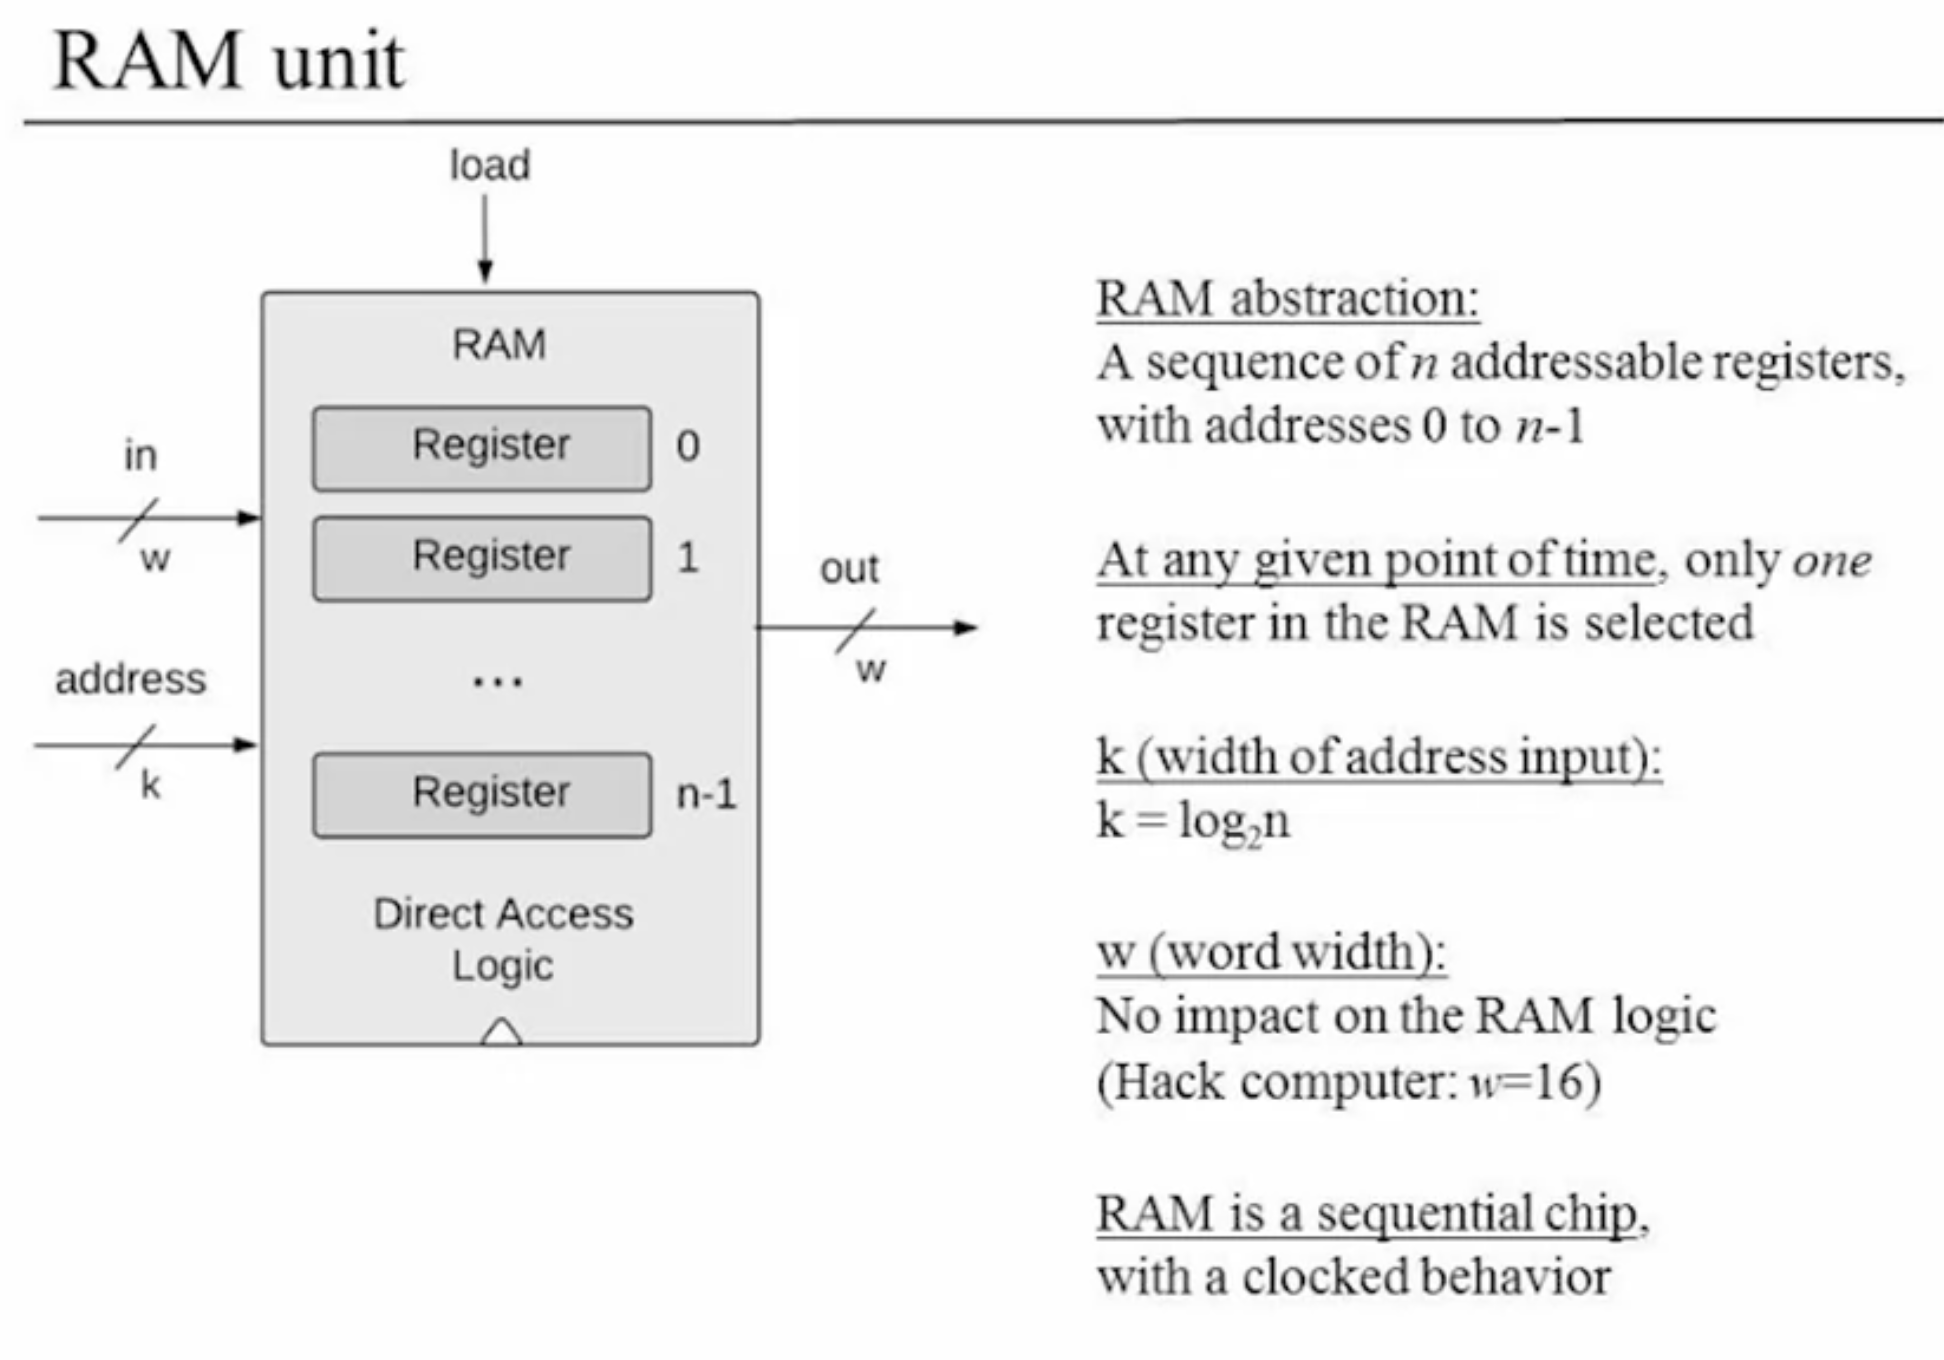 RAM unit
load
RAM
Register 0
in
w
Register 1
out
w
address
k
...
Register n-1
Direct Access
Logic
RAM abstraction:
A sequence of n addressable registers,
with addresses 0 to n-1
At any given point of time, only one
register in the RAM is selected
k (width of address input):
k = log₂n
w (word width):
No impact on the RAM logic
(Hack computer: w=16)
RAM is a sequential chip,
with a clocked behavior